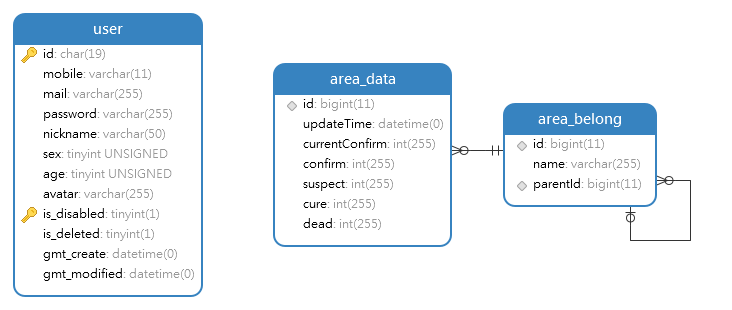 user
id: char(19)
mobile: varchar(11)
mail: varchar(255)
password: varchar(255)
nickname: varchar(50)
sex: tinyint UNSIGNED
age: tinyint UNSIGNED
avatar: varchar(255)
is_disabled: tinyint(1)
is_deleted: tinyint(1)
gmt_create: datetime(0)
gmt_modified: datetime(0)
area_data
id: bigint(11)
updateTime: datetime(0)
currentConfirm: int(255)
confirm: int(255)
suspect: int(255)
cure: int(255)
dead: int(255)
area_belong
id: bigint(11)
name: varchar(255)
parentId: bigint(11)